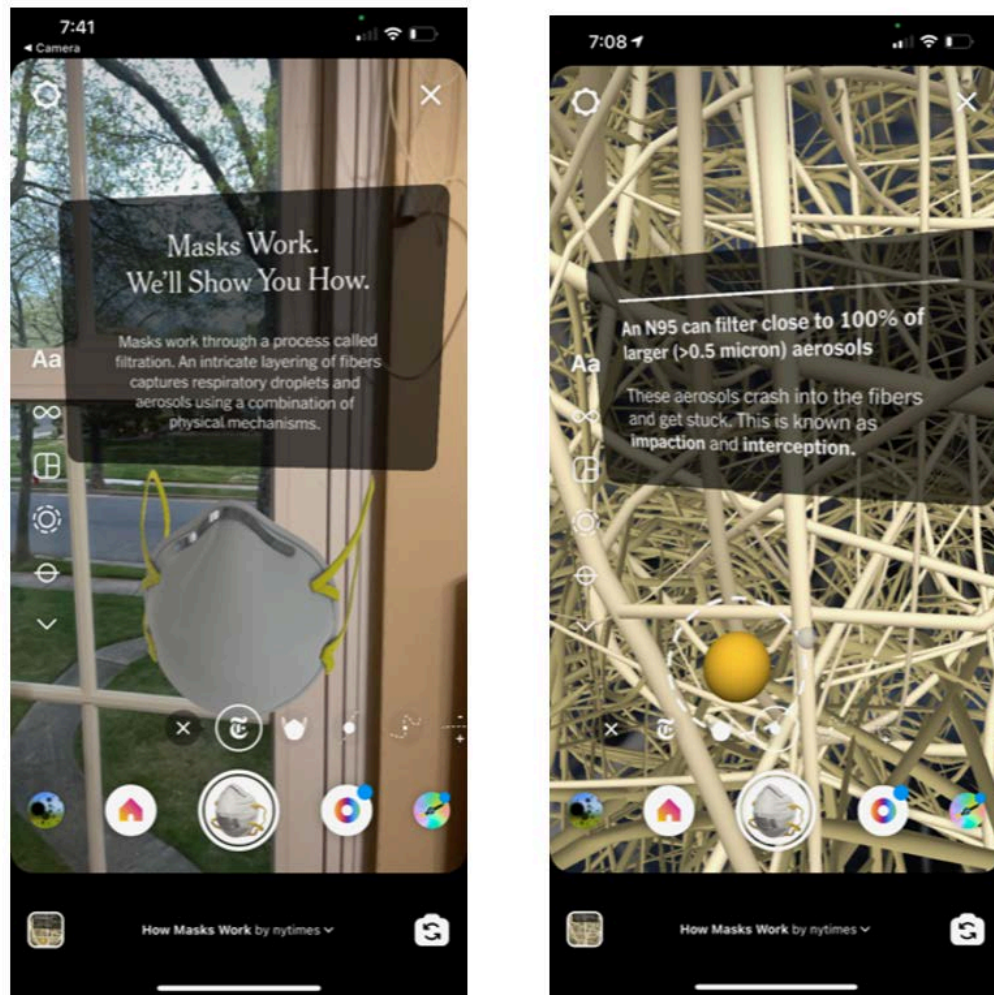 7:41
Camera
Masks Work.
We'll Show You How.
Masks work through a process called
filtration. An intricate layering of fibers
captures respiratory droplets and
aerosols using a combination of
physical mechanisms.
Aa
How Masks Work by nytimes
7:08
An N95 can filter close to 100% of
larger (>0.5 micron) aerosols
These aerosols crash into the fibers
and get stuck. This is known as
impaction and interception.
Aa
How Masks Work by nytimes